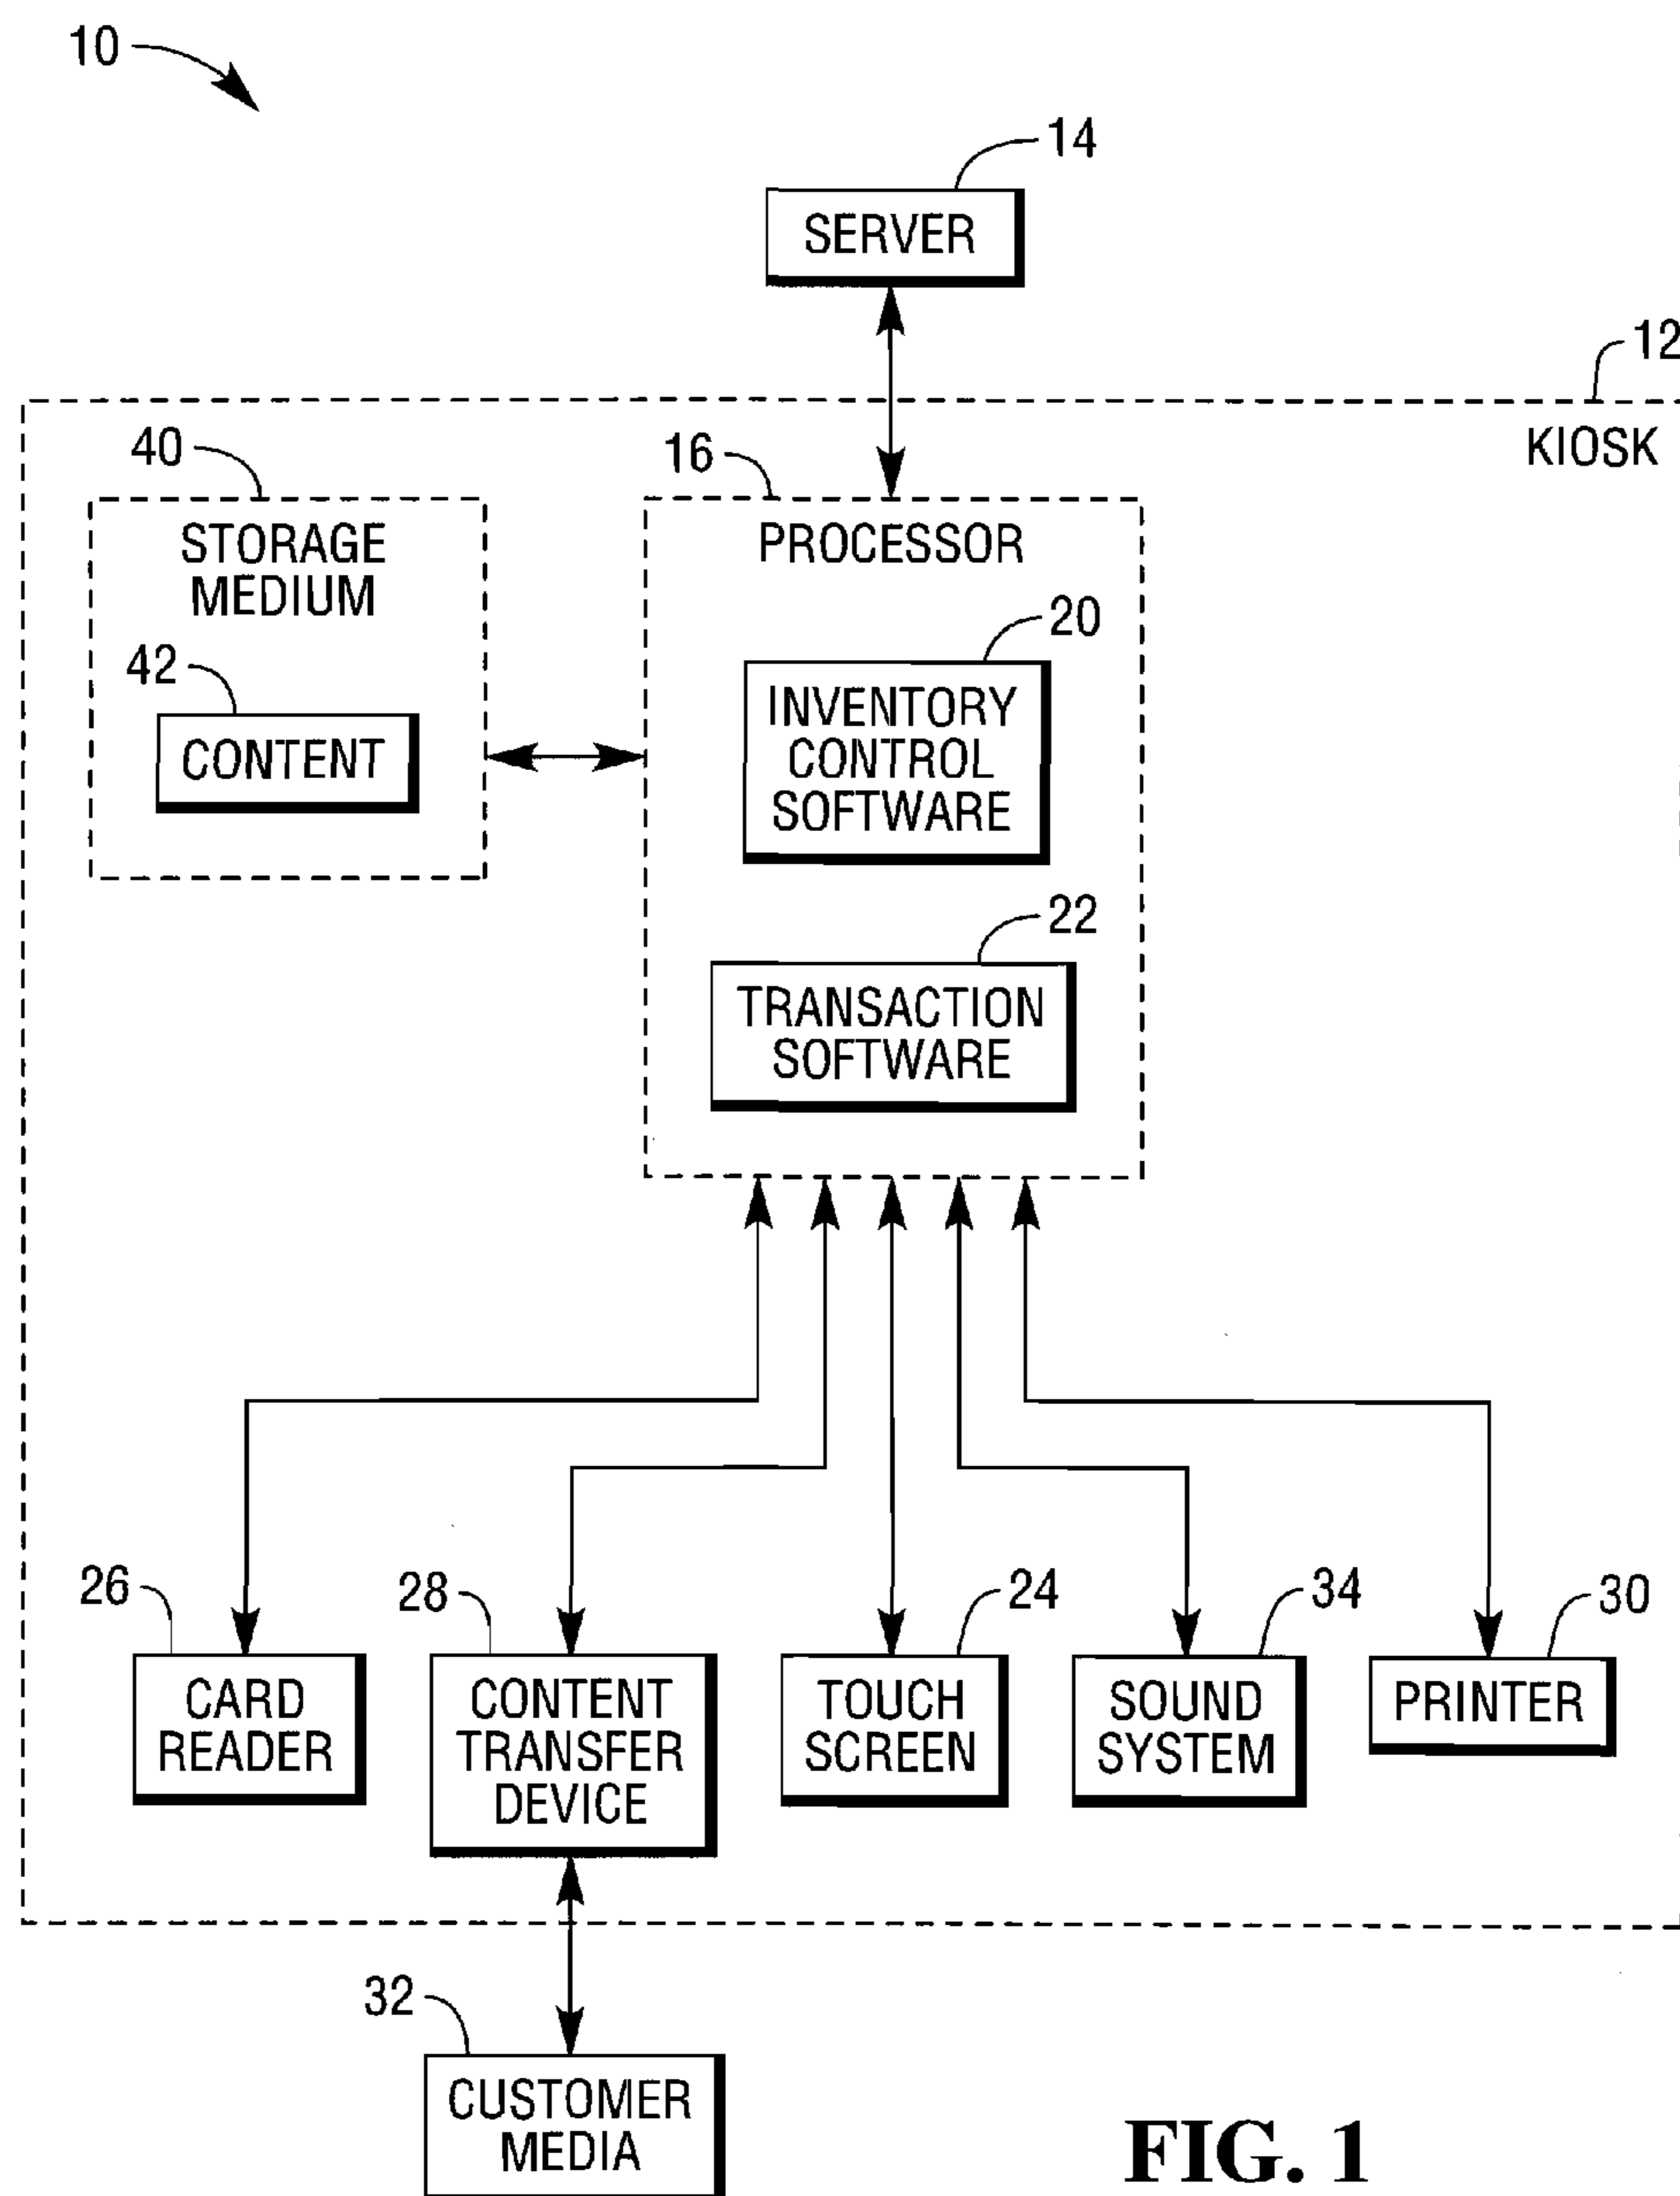 10
14
SERVER
12
KIOSK
40
16
STORAGE
MEDIUM
PROCESSOR
42
20
CONTENT
INVENTORY
CONTROL
SOFTWARE
22
TRANSACTION
SOFTWARE
26
28
24
34
30
CARD
READER
CONTENT
TRANSFER
DEVICE
TOUCH
SCREEN
SOUND
SYSTEM
PRINTER
32
CUSTOMER
MEDIA
FIG. 1